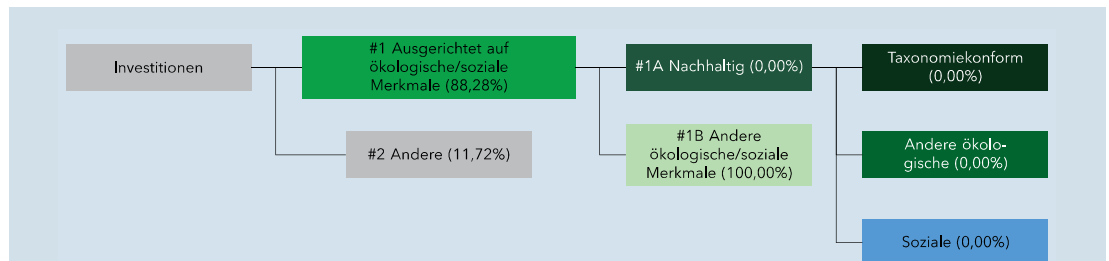 Investitionen
#1 Ausgerichtet auf
ökologische/soziale
Merkmale (88,28%)
#2 Andere (11,72%)
#1A Nachhaltig (0,00%)
#1B Andere
ökologische/soziale
Merkmale (100,00%)
Taxonomiekonform
(0,00%)
Andere ökolo-
gische (0,00%)
Soziale (0,00%)